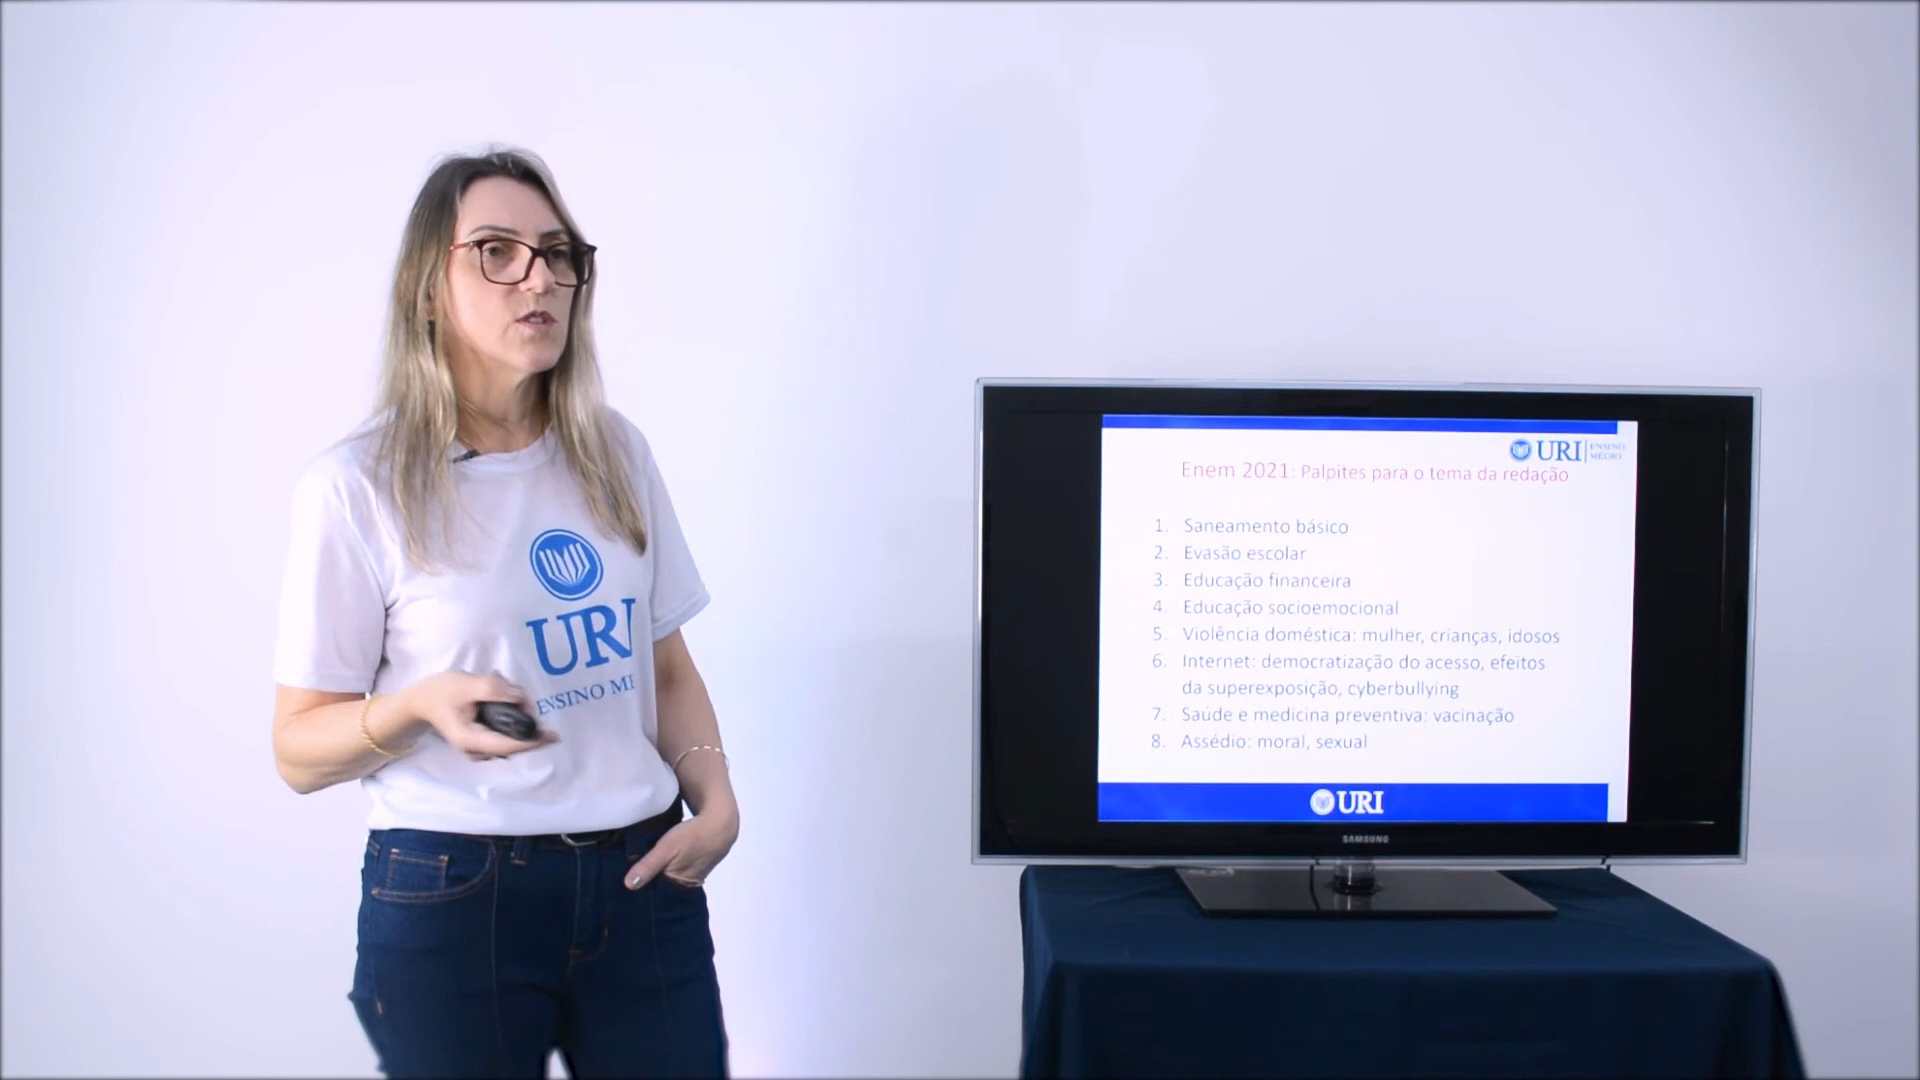 URI
ENSINO MÉDIO
Enem 2021: Palpites para o tema da redação
1. Saneamento básico
2. Evasão escolar
3. Educação financeira
4. Educação socioemocional
5. Violência doméstica: mulher, crianças, idosos
6. Internet: democratização do acesso, efeitos
da superexposição, cyberbullying
7. Saúde e medicina preventiva: vacinação
8. Assédio: moral, sexual
URI
SAMSUNG
URI
ENSINO MÉ